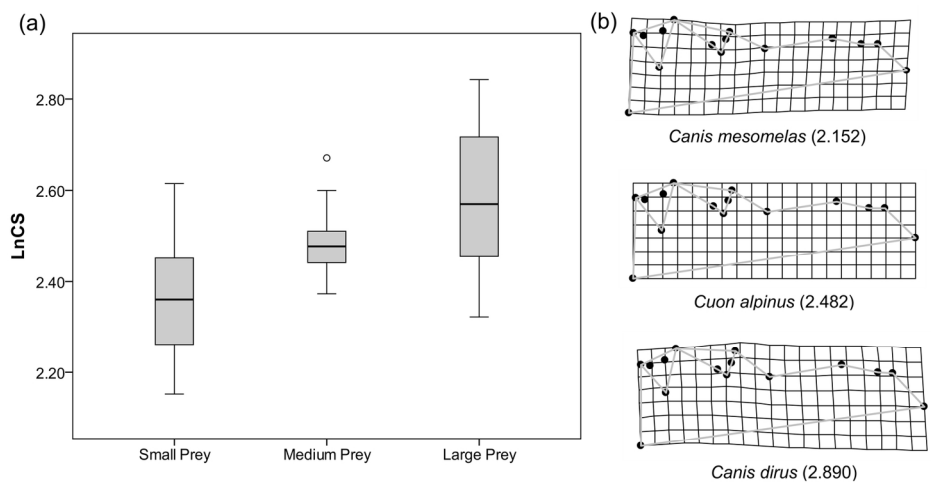 (a)
LnCS
2.80
2.60
2.40
2.20
Small Prey
Medium Prey
Large Prey
(b)
Canis mesomelas (2.152)
Cuon alpinus (2.482)
Canis dirus (2.890)